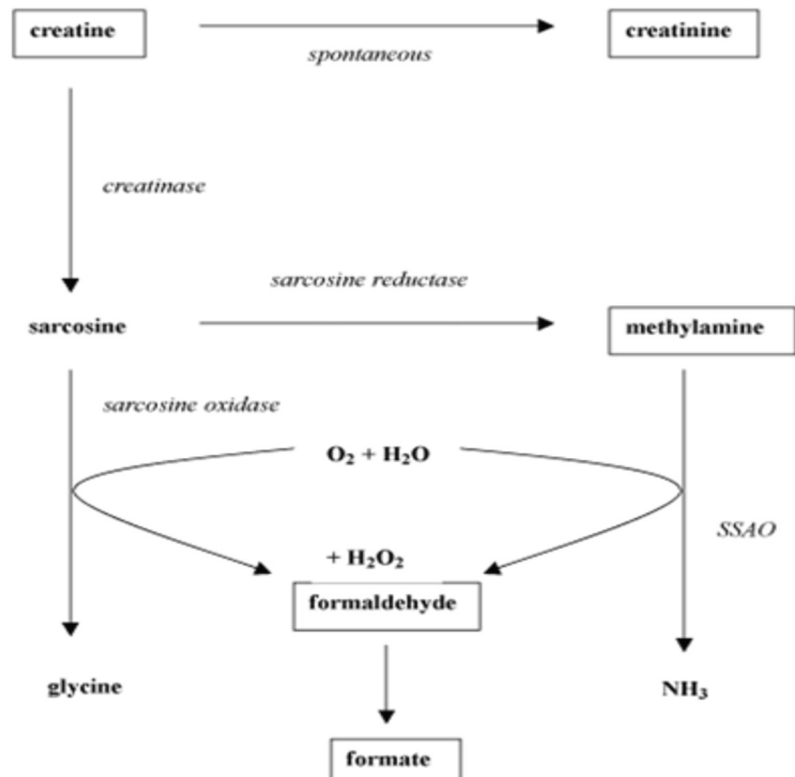 creatine
creatinine
spontaneous
creatinase
sarcosine reductase
sarcosine
methylamine
sarcosine oxidase
O₂ + H₂O
SSAO
+ H₂O₂
formaldehyde
glycine
NH₃
formate